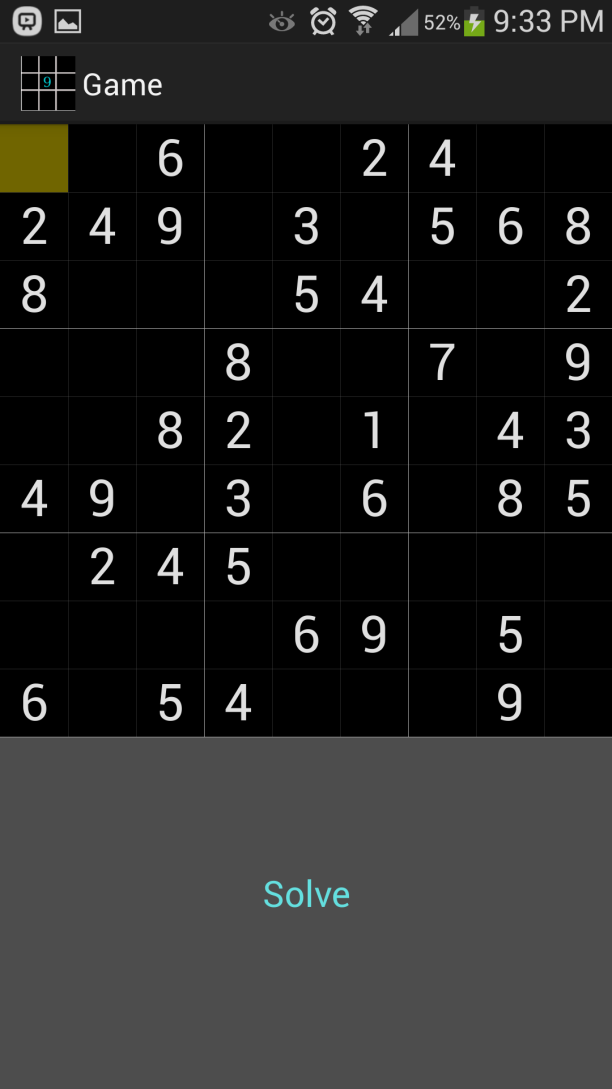 52% 9:33 PM
9 Game
6 2 4
2 4 9 3 5 6 8
8 5 4 2
8 7 9
8 2 1 4 3
4 9 3 6 8 5
2 4 5
6 9 5
6 5 4 9
Solve